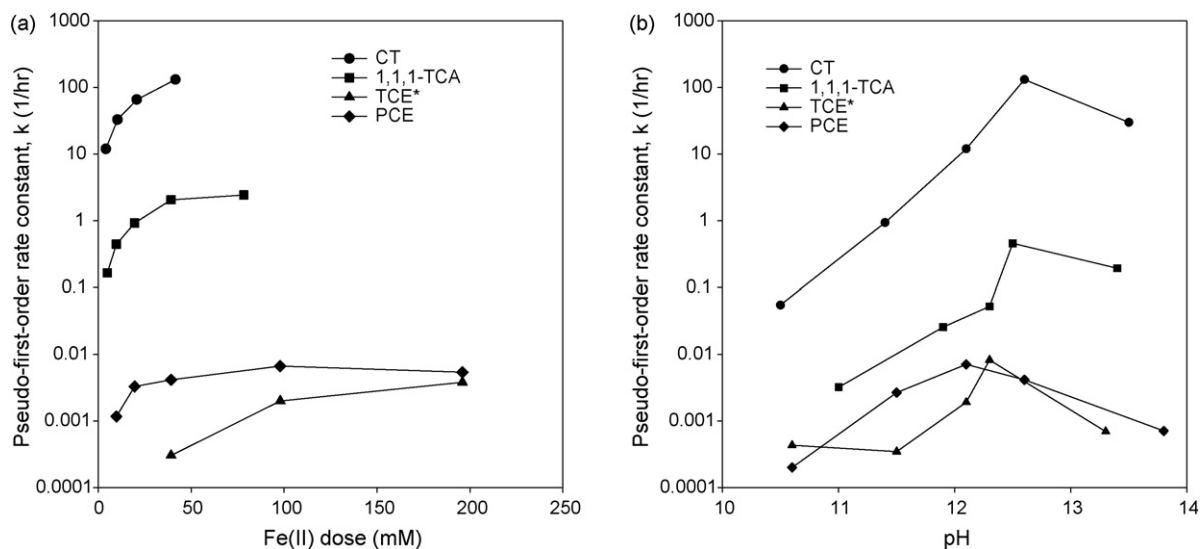 (a)
1000
100
10
1
0.1
0.01
0.001
0.0001
Pseudo-first-order rate constant, k (1/hr)
CT
1,1,1-TCA
TCE*
PCE
0
50
100
150
200
250
Fe(II) dose (mM)
(b)
1000
100
10
1
0.1
0.01
0.001
0.0001
Pseudo-first-order rate constant, k (1/hr)
CT
1,1,1-TCA
TCE*
PCE
10
11
12
13
14
pH